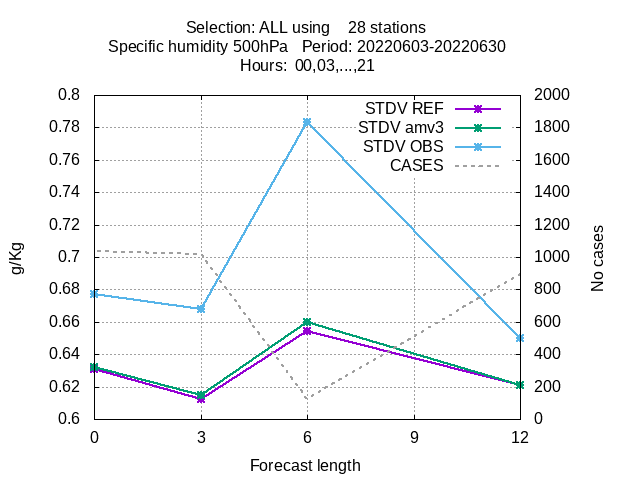 Selection: ALL using    28 stations
Specific humidity 500hPa   Period: 20220603-20220630
Hours:  00,03,...,21
0.8
0.78
0.76
0.74
0.72
0.7
0.68
0.66
0.64
0.62
0.6
g/Kg
STDV REF
STDV amv3
STDV OBS
CASES
2000
1800
1600
1400
1200
1000
800
600
400
200
0
No cases
0 3 6 9 12
Forecast length